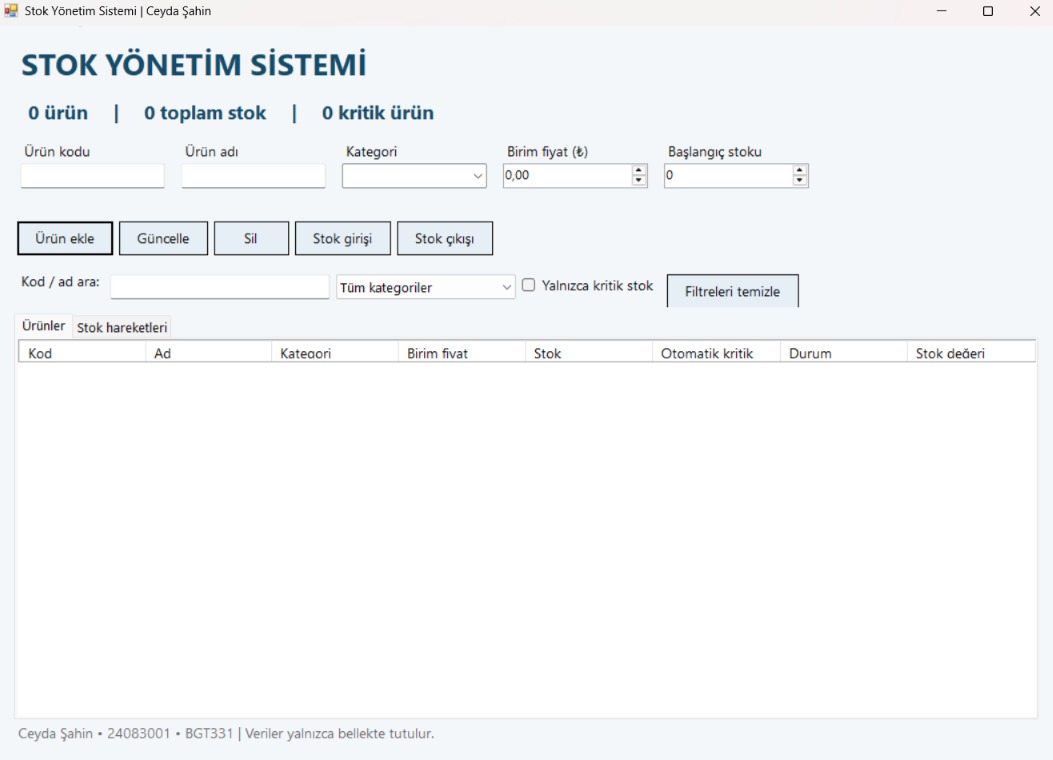 Stok Yönetim Sistemi | Ceyda Şahin
STOK YÖNETİM SİSTEMİ
0 ürün | 0 toplam stok | 0 kritik ürün
Ürün kodu Ürün adı Kategori Birim fiyat (₺) Başlangıç stoku
0,00 0
Ürün ekle Güncelle Sil Stok girişi Stok çıkışı
Kod / ad ara: Tüm kategoriler Yalnızca kritik stok Filtreleri temizle
Ürünler Stok hareketleri
Kod Ad Kategori Birim fiyat Stok Otomatik kritik Durum Stok değeri
Ceyda Şahin • 24083001 • BGT331 | Veriler yalnızca bellekte tutulur.